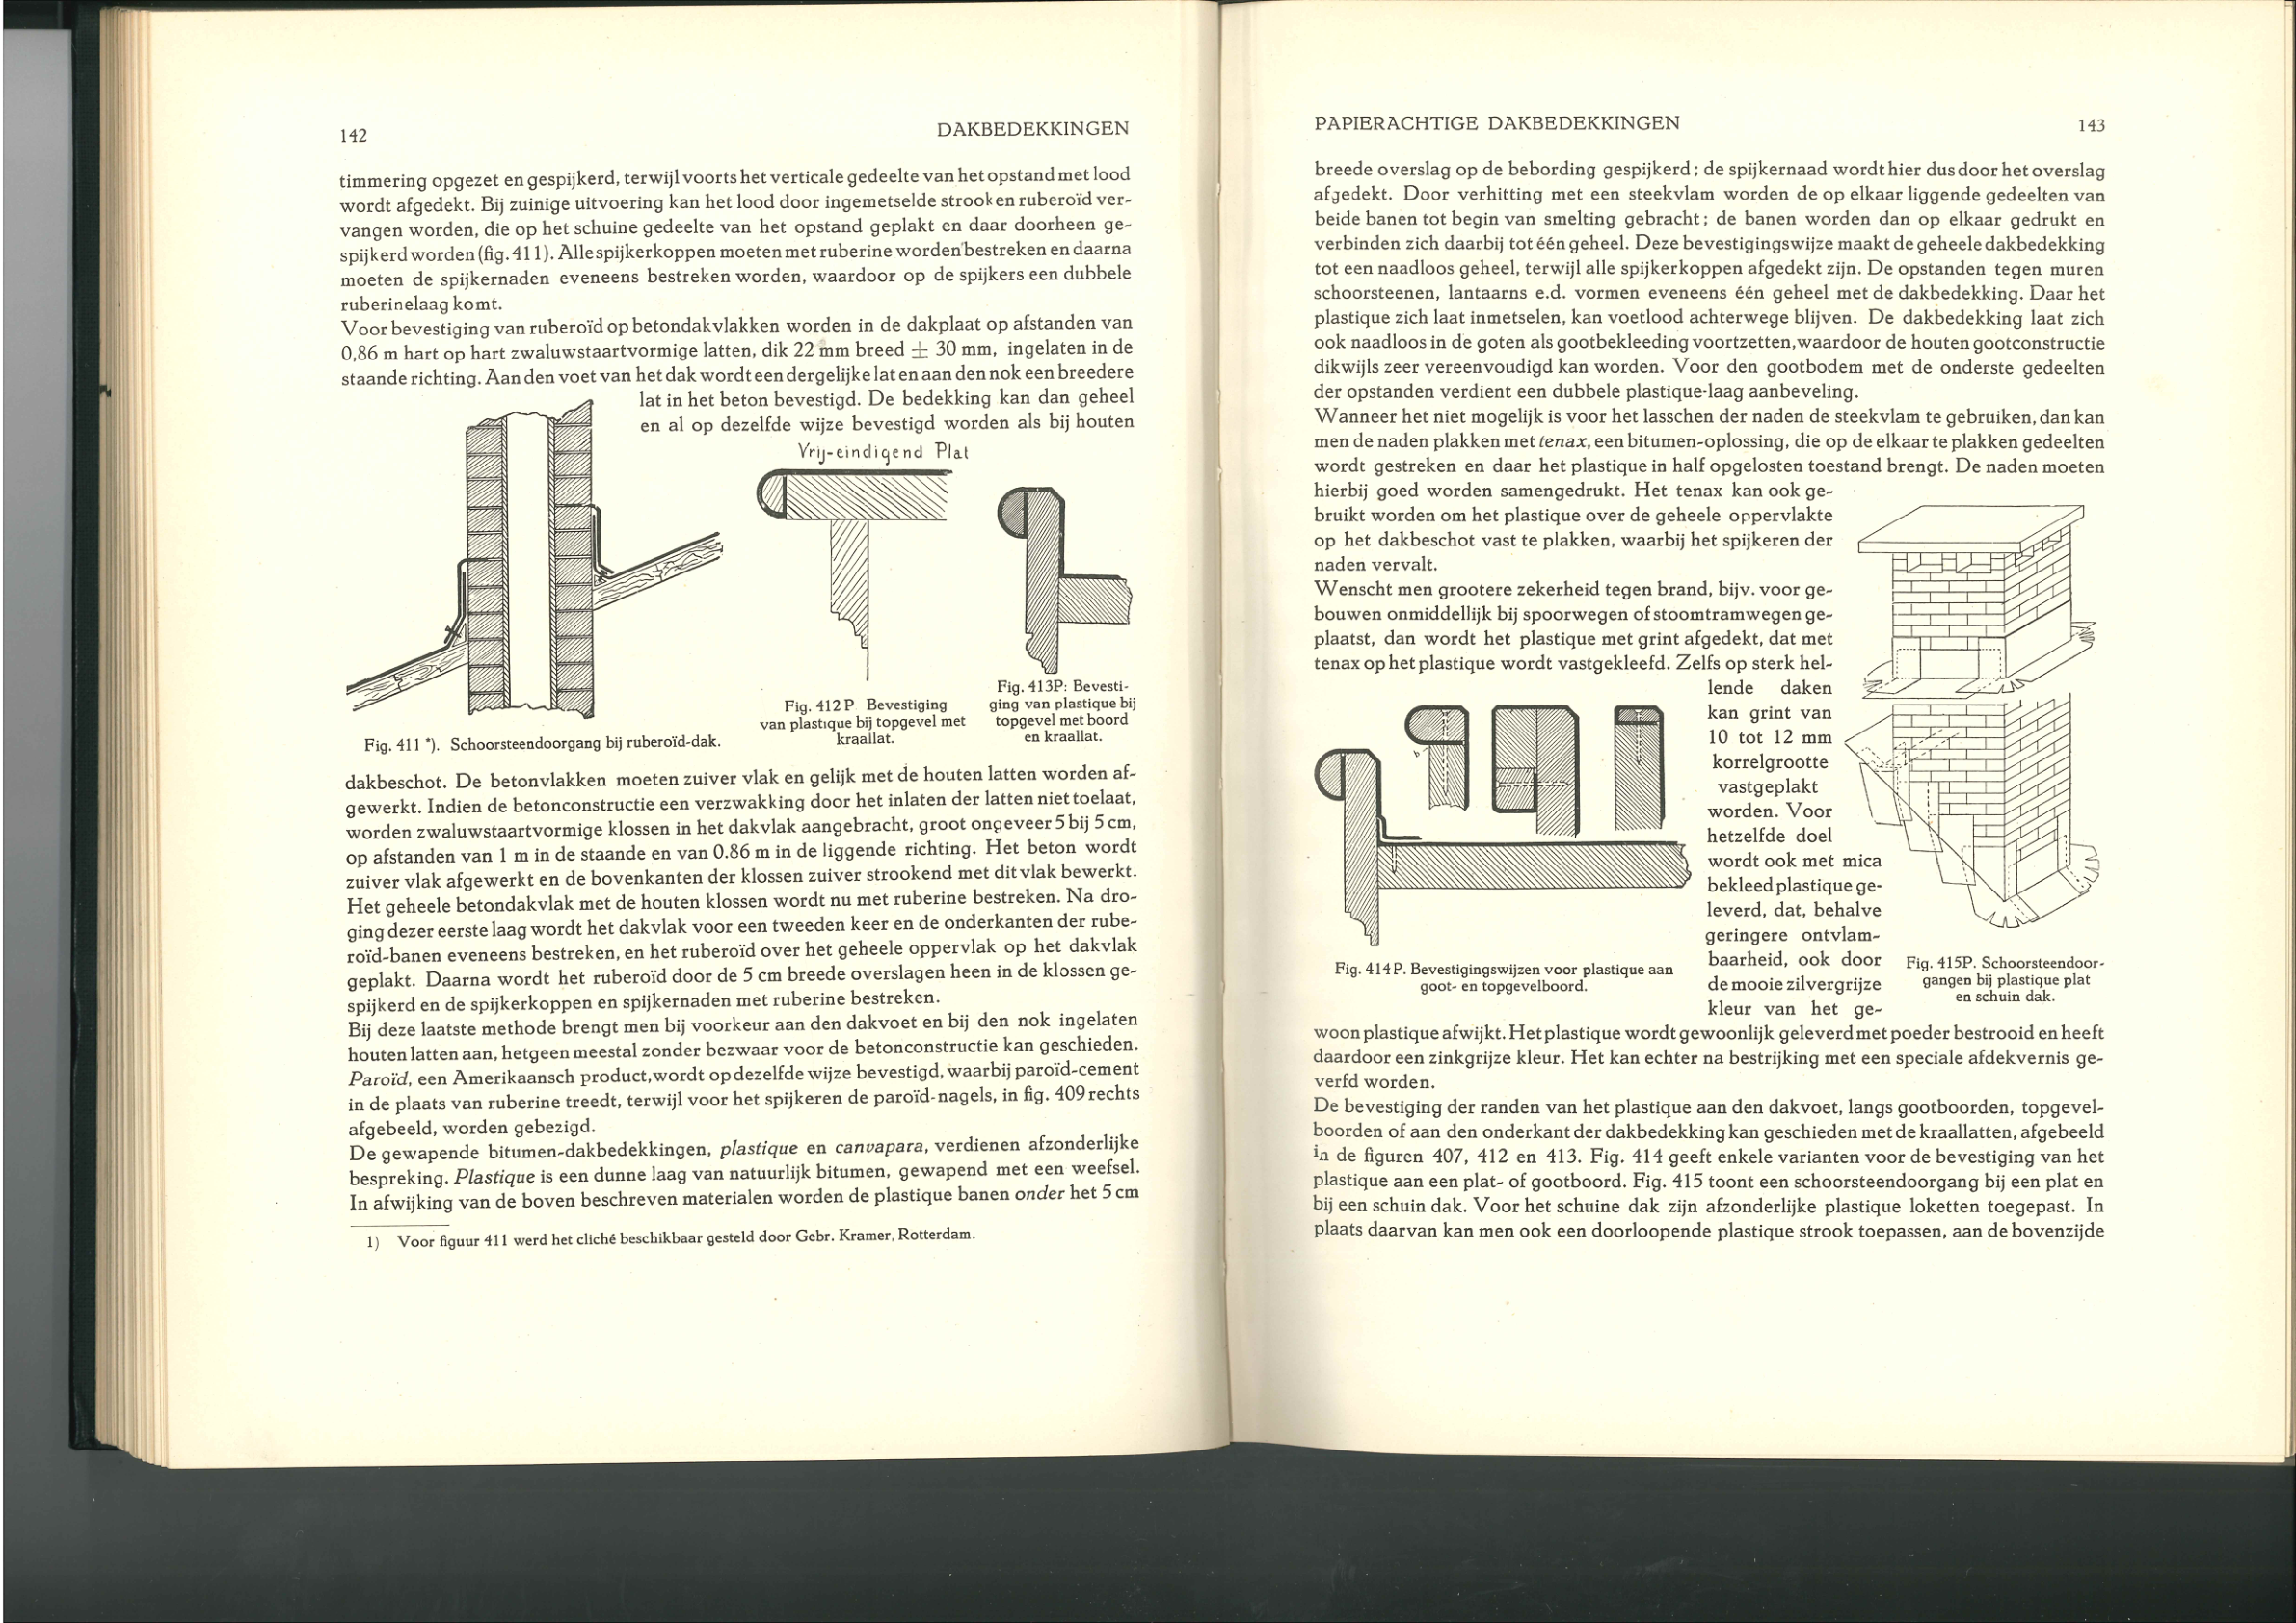 142
DAKBEDEKKINGEN
timmering opgezet en gespijkerd, terwijl voorts het verticale gedeelte van het opstand met lood
wordt afgedekt. Bij zuinige uitvoering kan het lood door ingemetselde strooken ruberoïd ver-
vangen worden, die op het schuine gedeelte van het opstand geplakt en daar doorheen ge-
spijkerd worden (fig. 411). Alle spijkerkoppen moeten met ruberine worden bestreken en daarna
moeten de spijkernaden eveneens bestreken worden, waardoor op de spijkers een dubbele
ruberinelaag komt.
Voor bevestiging van ruberoïd op betondakvlakken worden in de dakplaat op afstanden van
0,86 m hart op hart zwaluwstaartvormige latten, dik 22 mm breed ± 30 mm, ingelaten in de
staande richting. Aan den voet van het dak wordt een dergelijke lat en aan den nok een breedere
lat in het beton bevestigd. De bedekking kan dan geheel
en al op dezelfde wijze bevestigd worden als bij houten
Vrij-eindigend Plat
Fig. 411 *). Schoorsteendoorgang bij ruberoïd-dak.
Fig. 412 P Bevestiging
van plastique bij topgevel met
kraallat.
Fig. 413P: Bevesti-
ging van plastique bij
topgevel met boord
en kraallat.
dakbeschot. De betonvlakken moeten zuiver vlak en gelijk met de houten latten worden af-
gewerkt. Indien de betonconstructie een verzwakking door het inlaten der latten niet toelaat,
worden zwaluwstaartvormige klossen in het dakvlak aangebracht, groot ongeveer 5 bij 5 cm,
op afstanden van 1 m in de staande en van 0.86 m in de liggende richting. Het beton wordt
zuiver vlak afgewerkt en de bovenkanten der klossen zuiver strookend met dit vlak bewerkt.
Het geheele betondakvlak met de houten klossen wordt nu met ruberine bestreken. Na dro-
ging dezer eerste laag wordt het dakvlak voor een tweeden keer en de onderkanten der rube-
roïd-banen eveneens bestreken, en het ruberoïd over het geheele oppervlak op het dakvlak
geplakt. Daarna wordt het ruberoïd door de 5 cm breede overslagen heen in de klossen ge-
spijkerd en de spijkerkoppen en spijkernaden met ruberine bestreken.
Bij deze laatste methode brengt men bij voorkeur aan den dakvoet en bij den nok ingelaten
houten latten aan, hetgeen meestal zonder bezwaar voor de betonconstructie kan geschieden.
Paroïd, een Amerikaansch product, wordt op dezelfde wijze bevestigd, waarbij paroïd-cement
in de plaats van ruberine treedt, terwijl voor het spijkeren de paroïd-nagels, in fig. 409 rechts
afgebeeld, worden gebezigd.
De gewapende bitumen-dakbedekkingen, plastique en canvapara, verdienen afzonderlijke
bespreking. Plastique is een dunne laag van natuurlijk bitumen, gewapend met een weefsel.
In afwijking van de boven beschreven materialen worden de plastique banen onder het 5 cm
1) Voor figuur 411 werd het cliché beschikbaar gesteld door Gebr. Kramer, Rotterdam.
PAPIERACHTIGE DAKBEDEKKINGEN
143
breede overslag op de bebording gespijkerd; de spijkernaad wordt hier dus door het overslag
afgedekt. Door verhitting met een steekvlam worden de op elkaar liggende gedeelten van
beide banen tot begin van smelting gebracht; de banen worden dan op elkaar gedrukt en
verbinden zich daarbij tot één geheel. Deze bevestigingswijze maakt de geheele dakbedekking
tot een naadloos geheel, terwijl alle spijkerkoppen afgedekt zijn. De opstanden tegen muren
schoorsteenen, lantaarns e.d. vormen eveneens één geheel met de dakbedekking. Daar het
plastique zich laat inmetselen, kan voetlood achterwege blijven. De dakbedekking laat zich
ook naadloos in de goten als gootbekleeding voortzetten, waardoor de houten gootconstructie
dikwijls zeer vereenvoudigd kan worden. Voor den gootbodem met de onderste gedeelten
der opstanden verdient een dubbele plastique-laag aanbeveling.
Wanneer het niet mogelijk is voor het lasschen der naden de steekvlam te gebruiken, dan kan
men de naden plakken met tenax, een bitumen-oplossing, die op de elkaar te plakken gedeelten
wordt gestreken en daar het plastique in half opgelosten toestand brengt. De naden moeten
hierbij goed worden samengedrukt. Het tenax kan ook ge-
bruikt worden om het plastique over de geheele oppervlakte
op het dakbeschot vast te plakken, waarbij het spijkeren der
naden vervalt.
Wenscht men grootere zekerheid tegen brand, bijv. voor ge-
bouwen onmiddellijk bij spoorwegen of stoomtramwegen ge-
plaatst, dan wordt het plastique met grint afgedekt, dat met
tenax op het plastique wordt vastgekleefd. Zelfs op sterk hel-
lende daken
kan grint van
10 tot 12 mm
korrelgrootte
vastgeplakt
worden. Voor
hetzelfde doel
wordt ook met mica
bekleed plastique ge-
leverd, dat, behalve
geringere ontvlam-
baarheid, ook door
de mooie zilvergrijze
kleur van het ge-
b
Fig. 414 P. Bevestigingswijzen voor plastique aan
goot- en topgevelboord.
Fig. 415P. Schoorsteendoor-
gangen bij plastique plat
en schuin dak.
woon plastique afwijkt. Het plastique wordt gewoonlijk geleverd met poeder bestrooid en heeft
daardoor een zinkgrijze kleur. Het kan echter na bestrijking met een speciale afdekvernis ge-
verfd worden.
De bevestiging der randen van het plastique aan den dakvoet, langs gootboorden, topgevel-
boorden of aan den onderkant der dakbedekking kan geschieden met de kraallatten, afgebeeld
in de figuren 407, 412 en 413. Fig. 414 geeft enkele varianten voor de bevestiging van het
plastique aan een plat- of gootboord. Fig. 415 toont een schoorsteendoorgang bij een plat en
bij een schuin dak. Voor het schuine dak zijn afzonderlijke plastique loketten toegepast. In
plaats daarvan kan men ook een doorloopende plastique strook toepassen, aan de bovenzijde